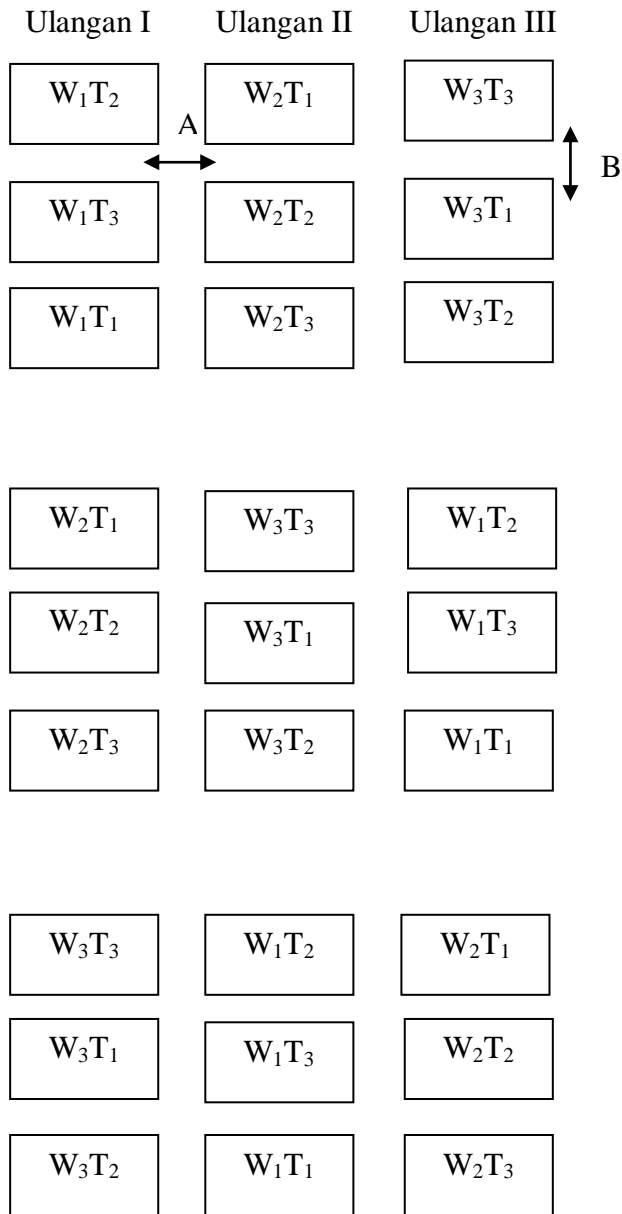 Ulangan I Ulangan II Ulangan III
W₁T₂ W₂T₁ W₃T₃
A
B
W₁T₃ W₂T₂ W₃T₁
W₁T₁ W₂T₃ W₃T₂
W₂T₁ W₃T₃ W₁T₂
W₂T₂ W₃T₁ W₁T₃
W₂T₃ W₃T₂ W₁T₁
W₃T₃ W₁T₂ W₂T₁
W₃T₁ W₁T₃ W₂T₂
W₃T₂ W₁T₁ W₂T₃